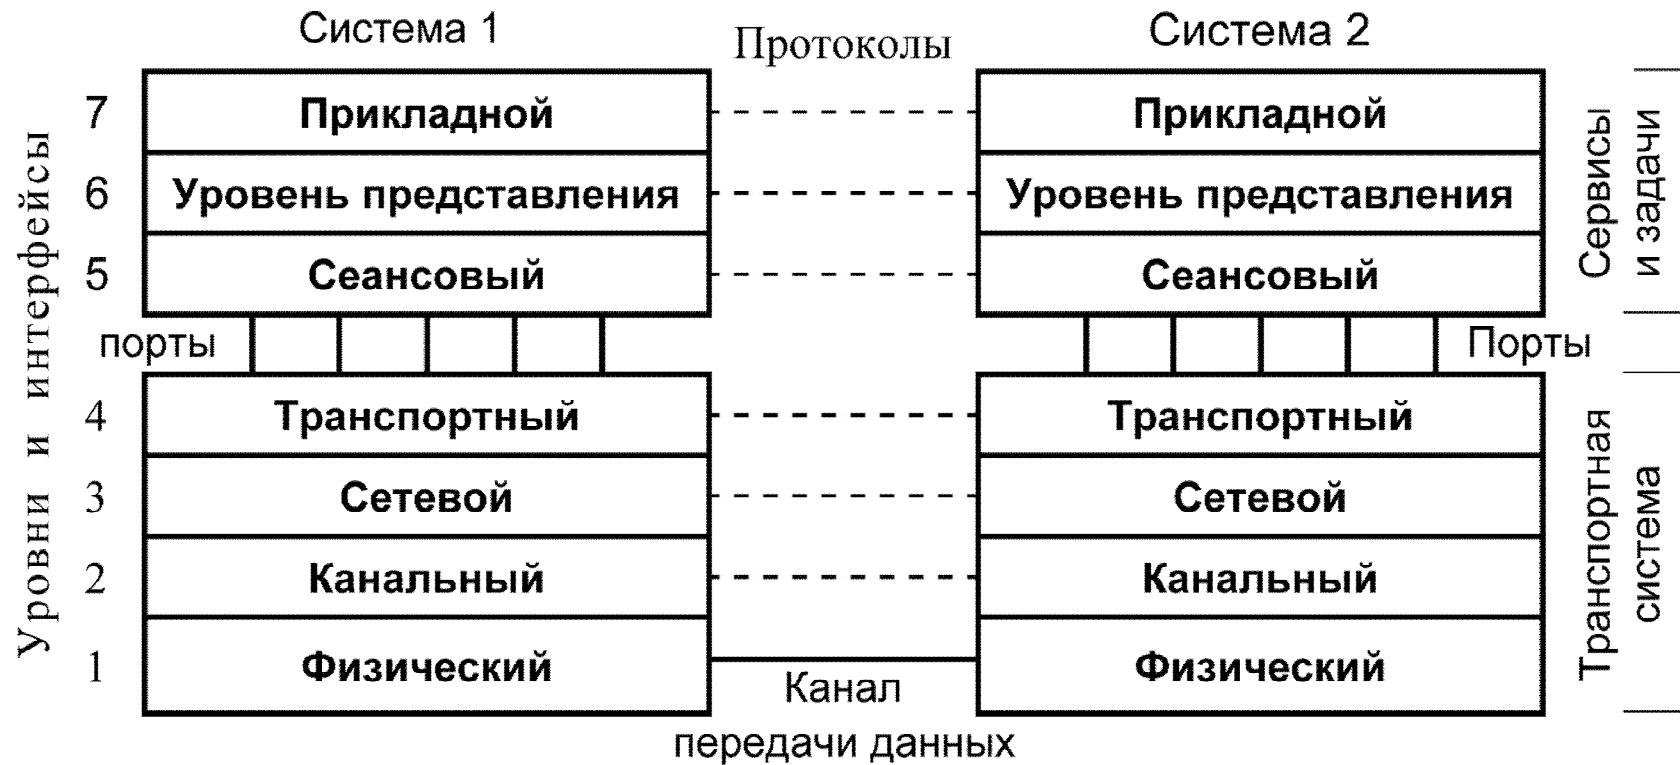 Система 1
Протоколы
Система 2
Уровни и интерфейсы
7
Прикладной
Прикладной
6
Уровень представления
Уровень представления
5
Сеансовый
Сеансовый
Сервисы
и задачи
порты
Порты
4
Транспортный
Транспортный
3
Сетевой
Сетевой
2
Канальный
Канальный
1
Физический
Физический
Транспортная
система
Канал
передачи данных